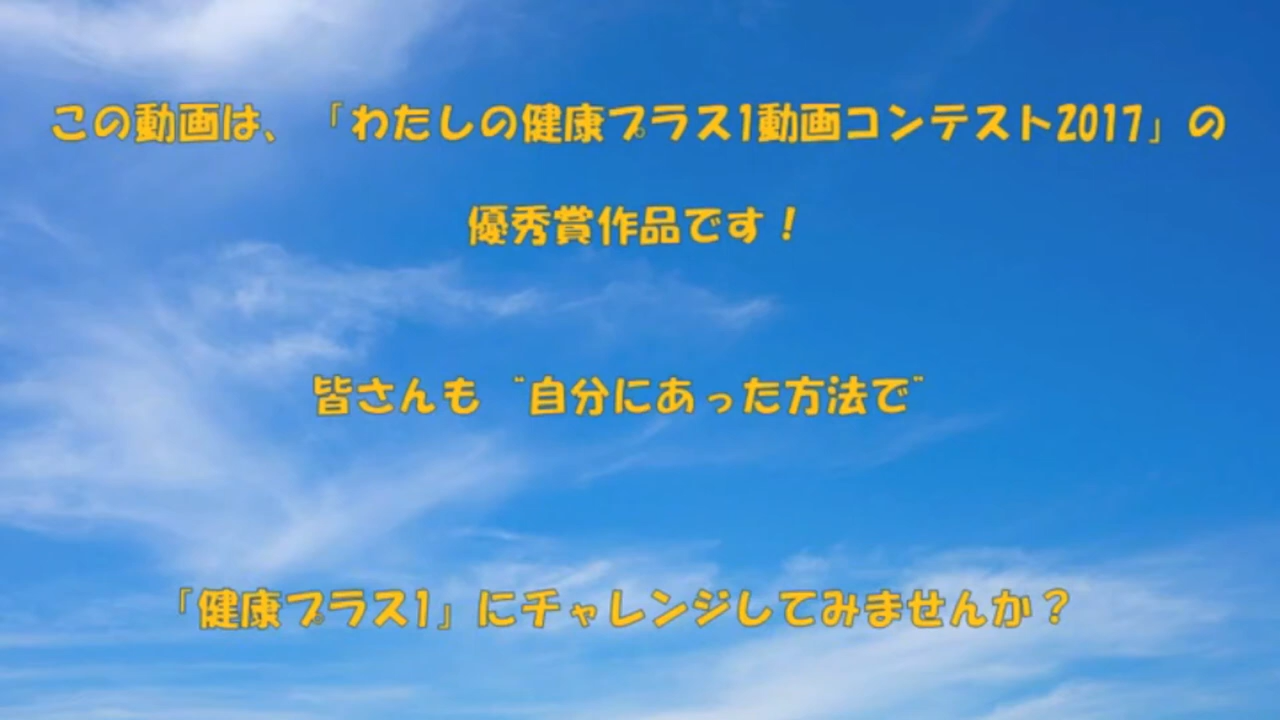 この動画は、「わたしの健康プラス1動画コンテスト2017」の
優秀賞作品です！
皆さんも “自分にあった方法で”
「健康プラス1」にチャレンジしてみませんか？